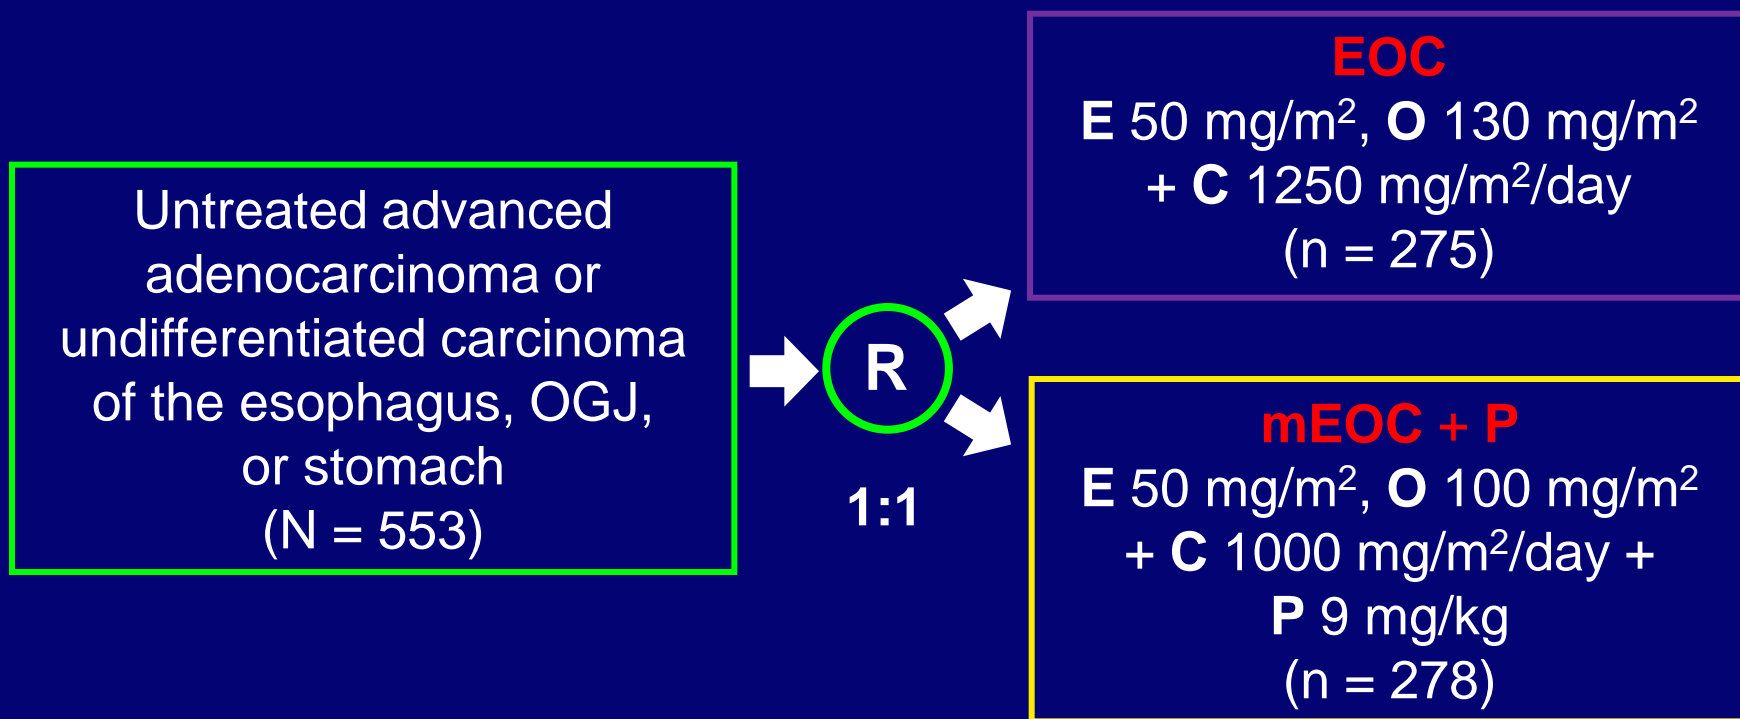 Untreated advanced
adenocarcinoma or
undifferentiated carcinoma
of the esophagus, OGJ,
or stomach
(N = 553)
R
1:1
EOC
E 50 mg/m², O 130 mg/m²
+ C 1250 mg/m²/day
(n = 275)
mEOC + P
E 50 mg/m², O 100 mg/m²
+ C 1000 mg/m²/day +
P 9 mg/kg
(n = 278)